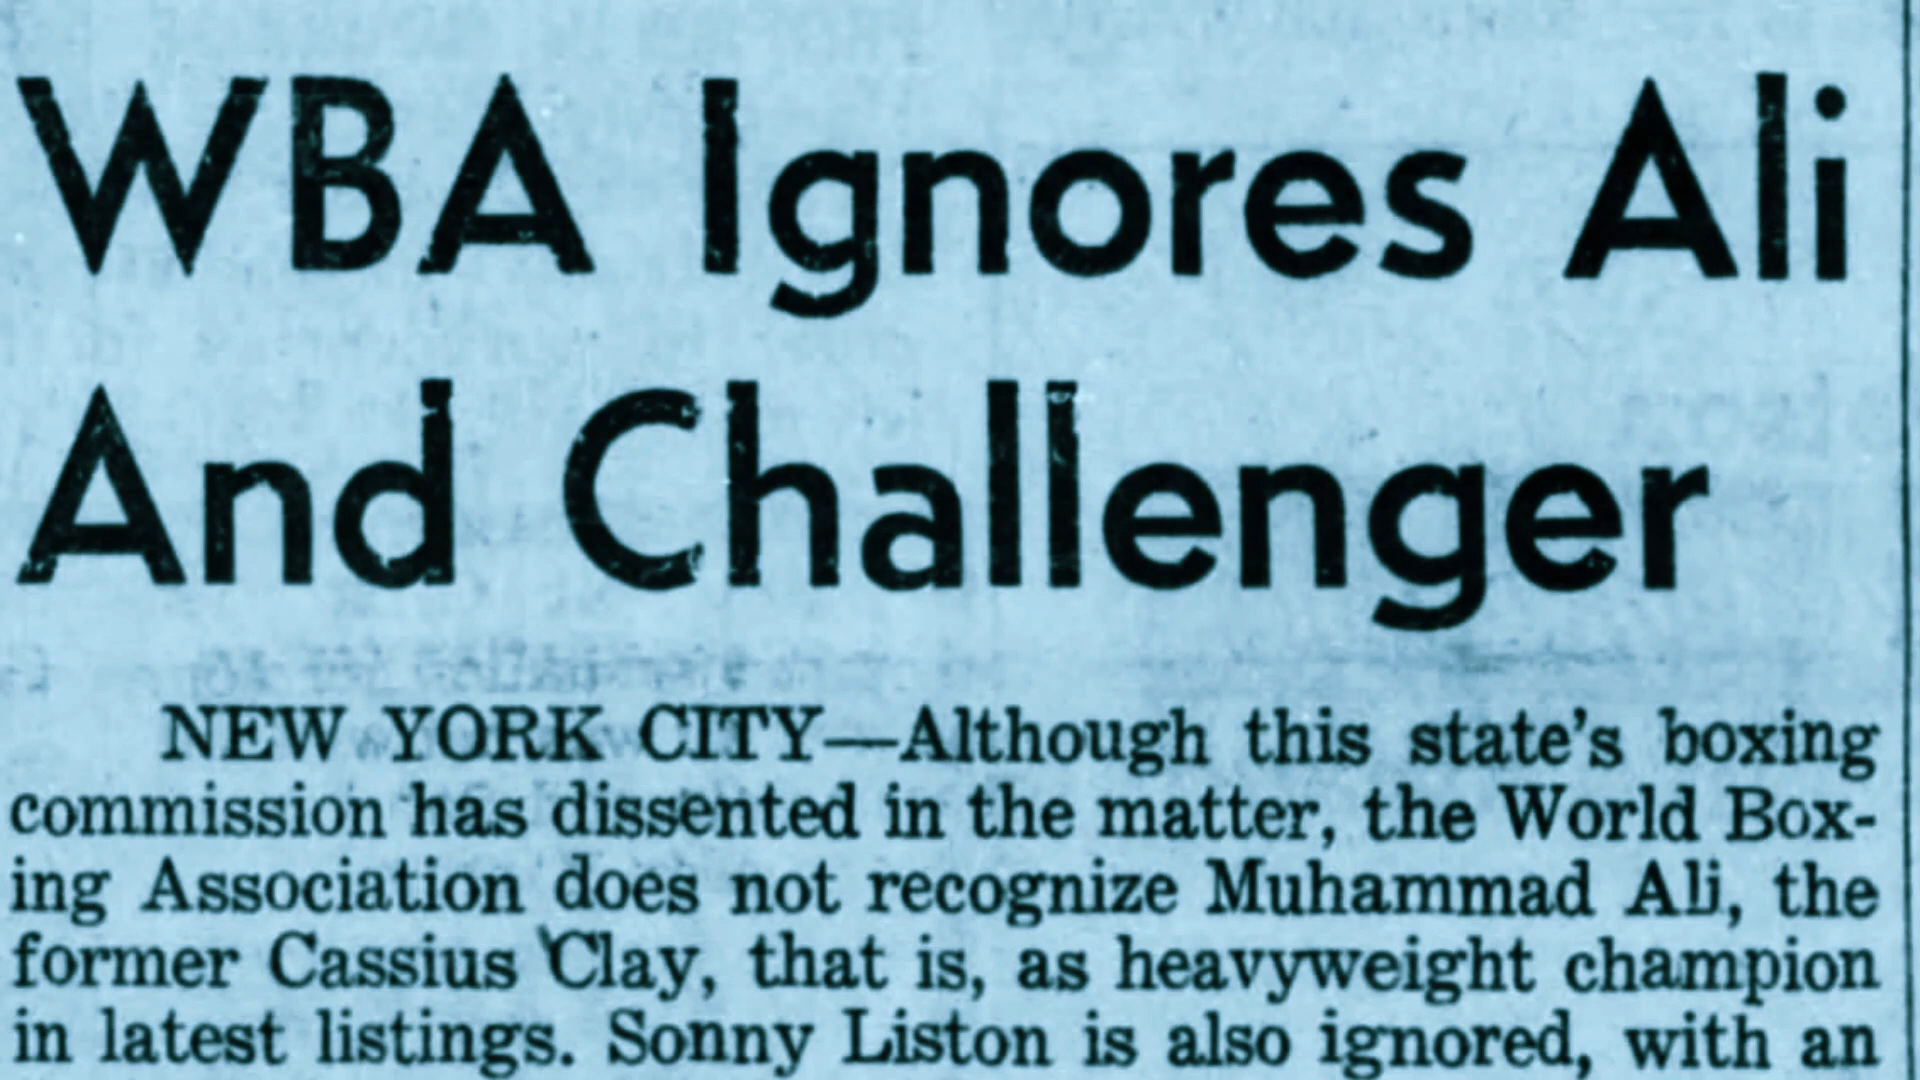 WBA Ignores Ali
And Challenger
NEW YORK CITY—Although this state's boxing
commission has dissented in the matter, the World Box-
ing Association does not recognize Muhammad Ali, the
former Cassius Clay, that is, as heavyweight champion
in latest listings. Sonny Liston is also ignored, with an